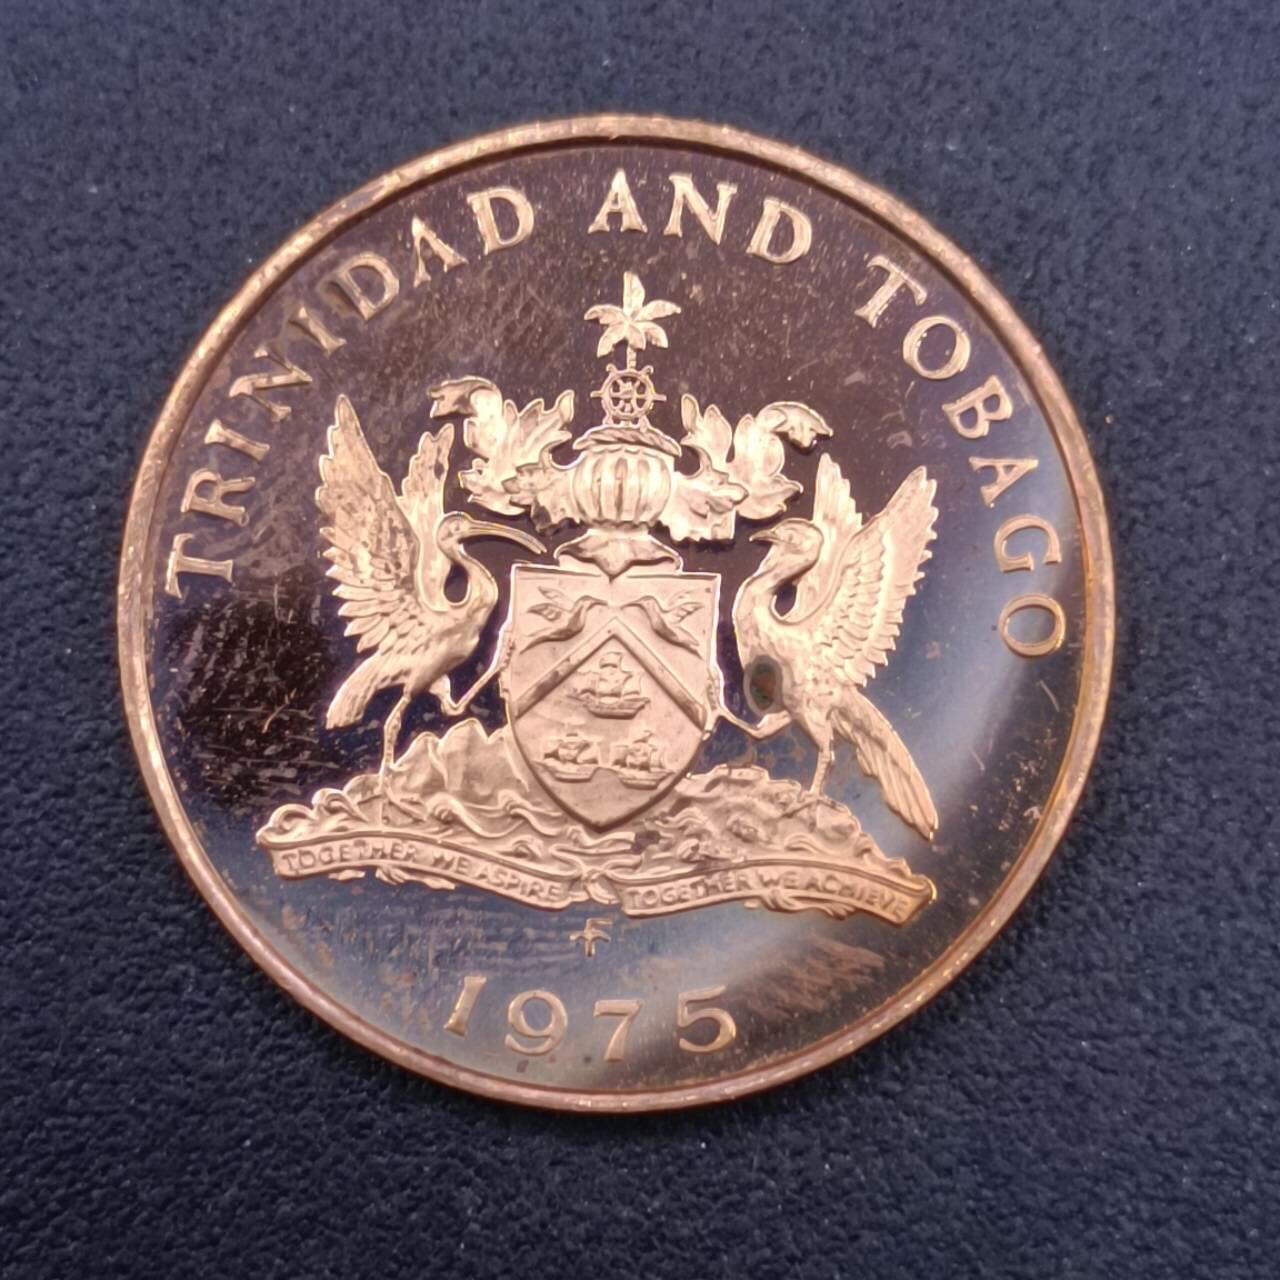 TRINIDAD AND TOBAGO
TOGETHER WE ASPIRE TOGETHER WE ACHIEVE
F
1975